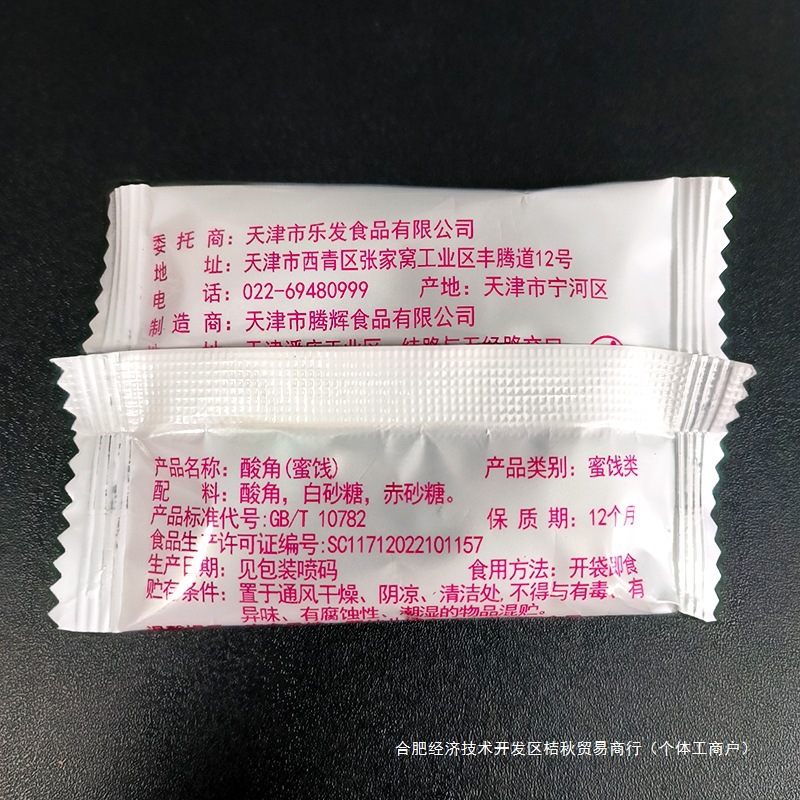 委托商：天津市乐发食品有限公司
地址：天津市西青区张家窝工业区丰腾道12号
电话：022-69480999 产地：天津市宁河区
制造商：天津市腾辉食品有限公司
产品名称：酸角(蜜饯) 产品类别：蜜饯类
配料：酸角，白砂糖，赤砂糖。
产品标准代号:GB/T 10782 保质期：12个月
食品生产许可证编号:SC11712022101157
生产日期：见包装喷码 食用方法：开袋即食
贮存条件：置于通风干燥、阴凉、清洁处，不得与有毒、有
异味、有腐蚀性、潮湿的物品混贮。
合肥经济技术开发区桔秋贸易商行（个体工商户）